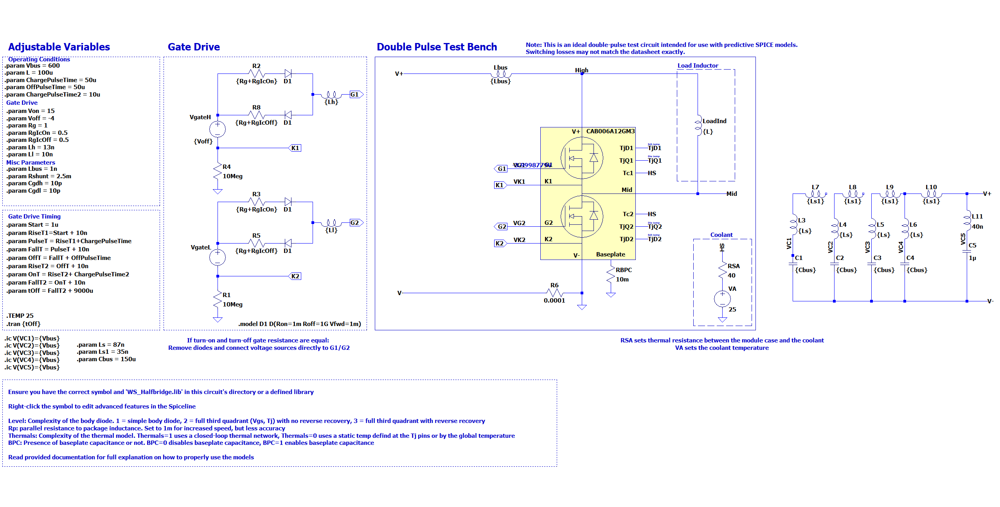 Adjustable Variables
Operating Conditions
.param Vbus = 600
.param L = 100u
.param ChargePulseTime = 50u
.param OffPulseTime = 50u
.param ChargePulseTime2 = 10u
Gate Drive
.param Von = 15
.param Voff = -4
.param Rg = 1
.param RgIcOn = 0.5
.param RgIcOff = 0.5
.param Lh = 13n
.param Ll = 10n
Misc Parameters
.param Lbus = 1n
.param Rshunt = 2.5m
.param Cgdh = 10p
.param Cgdl = 10p
Gate Drive Timing
.param Start = 1u
.param RiseT1=Start + 10n
.param PulseT = RiseT1+ChargePulseTime
.param FallT = PulseT + 10n
.param OffT = FallT + OffPulseTime
.param RiseT2 = OffT + 10n
.param OnT = RiseT2+ ChargePulseTime2
.param FallT2 = OnT + 10n
.param tOff = FallT2 + 9000u
.TEMP 25
.tran {tOff}
.ic V(VC1)={Vbus}
.ic V(VC2)={Vbus}
.ic V(VC3)={Vbus}
.ic V(VC4)={Vbus}
.ic V(VC5)={Vbus}
.param Ls = 87n
.param Ls1 = 35n
.param Cbus = 150u
Gate Drive
R2
{Rg+RgIcOn}
D1
G1
{Lh}
R8
{Rg+RgIcOff}
D1
VgateH
{Voff}
K1
R4
10Meg
R3
{Rg+RgIcOn}
D1
G2
{Ll}
R5
{Rg+RgIcOff}
D1
VgateL
K2
R1
10Meg
.model D1 D(Ron=1m Roff=1G Vfwd=1m)
If turn-on and turn-off gate resistance are equal:
Remove diodes and connect voltage sources directly to G1/G2
Double Pulse Test Bench
Note: This is an ideal double-pulse test circuit intended for use with predictive SPICE models.
Switching losses may not match the datasheet exactly.
V+
Lbus
{Lbus}
High
Load Inductor
LoadInd
{L}
V+
CAB006A12GM3
TjD1
Sch temp
TjD1
TjQ1
Die temp
TjQ1
Tc1
HS
G1
VG1
G1
K1
VK1
K1
Mid
Mid
Tc2
HS
G2
VG2
G2
TjQ2
Die temp
TjQ2
K2
VK2
K2
TjD2
Sch temp
TjD2
V-
Baseplate
RBPC
10m
V-
R6
0.0001
Coolant
HS
RSA
40
VA
25
RSA sets thermal resistance between the module case and the coolant
VA sets the coolant temperature
L7
{Ls1}
L8
{Ls1}
L9
{Ls1}
L10
{Ls1}
V+
L3
{Ls}
L4
{Ls}
L5
{Ls}
L6
{Ls}
L11
40n
VC1
VC2
VC3
VC4
VC5
C1
{Cbus}
C2
{Cbus}
C3
{Cbus}
C4
{Cbus}
C5
1µ
V-
Ensure you have the correct symbol and 'WS_Halfbridge.lib' in this circuit's directory or a defined library
Right-click the symbol to edit advanced features in the Spiceline
Level: Complexity of the body diode. 1 = simple body diode, 2 = full third quadrant (Vgs, Tj) with no reverse recovery, 3 = full third quadrant with reverse recovery
Rp: parallel resistance to package inductance. Set to 1m for increased speed, but less accuracy
Thermals: Complexity of the thermal model. Thermals=1 uses a closed-loop thermal network, Thermals=0 uses a static temp defind at the Tj pins or by the global temperature
BPC: Presence of baseplate capacitance or not. BPC=0 disables baseplate capacitance, BPC=1 enables baseplate capacitance
Read provided documentation for full explanation on how to properly use the models